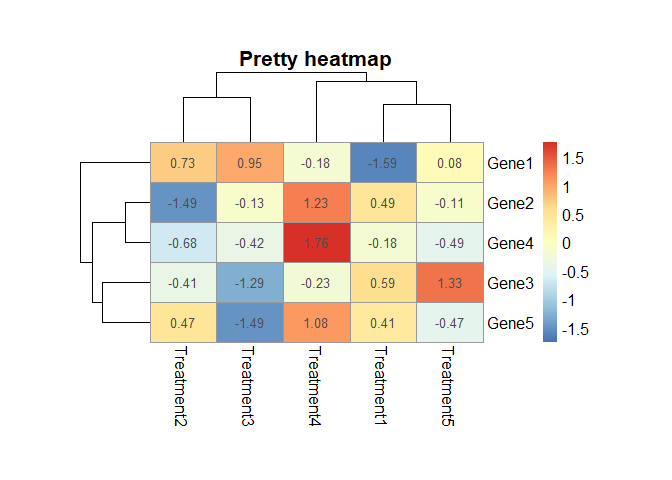 Pretty heatmap
0.73 0.95 -0.18 -1.59 0.08 Gene1
-1.49 -0.13 1.23 0.49 -0.11 Gene2
-0.68 -0.42 1.76 -0.18 -0.49 Gene4
-0.41 -1.29 -0.23 0.59 1.33 Gene3
0.47 -1.49 1.08 0.41 -0.47 Gene5
Treatment2
Treatment3
Treatment4
Treatment1
Treatment5
1.5
1
0.5
0
-0.5
-1
-1.5